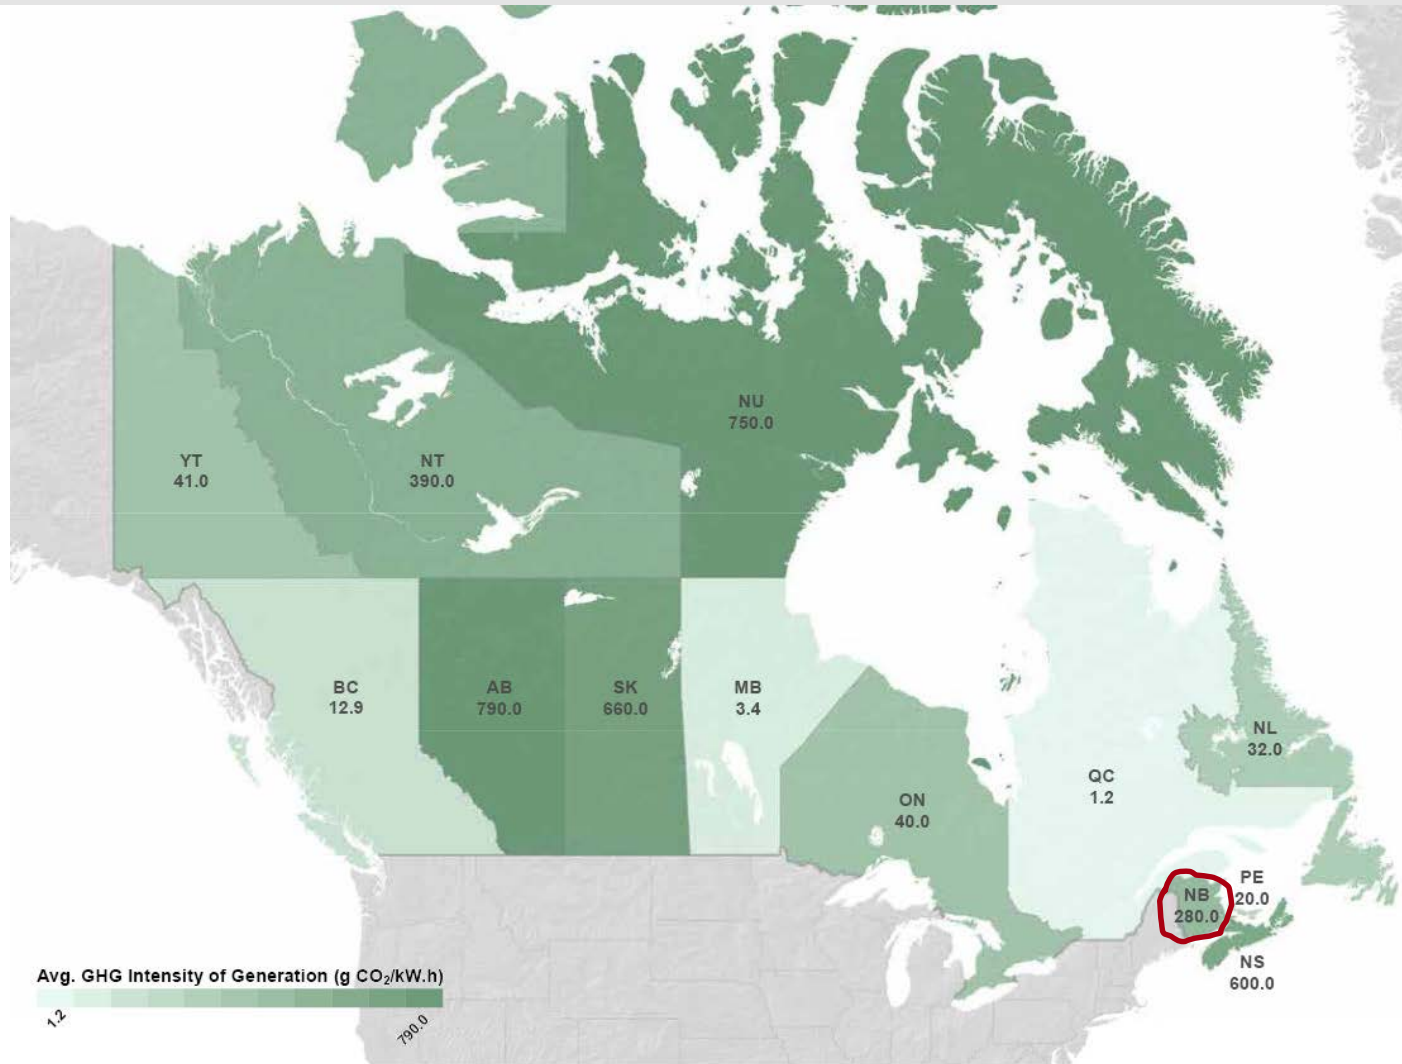 NU
750.0
YT
41.0
NT
390.0
BC
12.9
AB
790.0
SK
660.0
MB
3.4
NL
32.0
QC
1.2
ON
40.0
PE
20.0
NB
280.0
NS
600.0
Avg. GHG Intensity of Generation (g CO₂/kW.h)
1.2
790.0